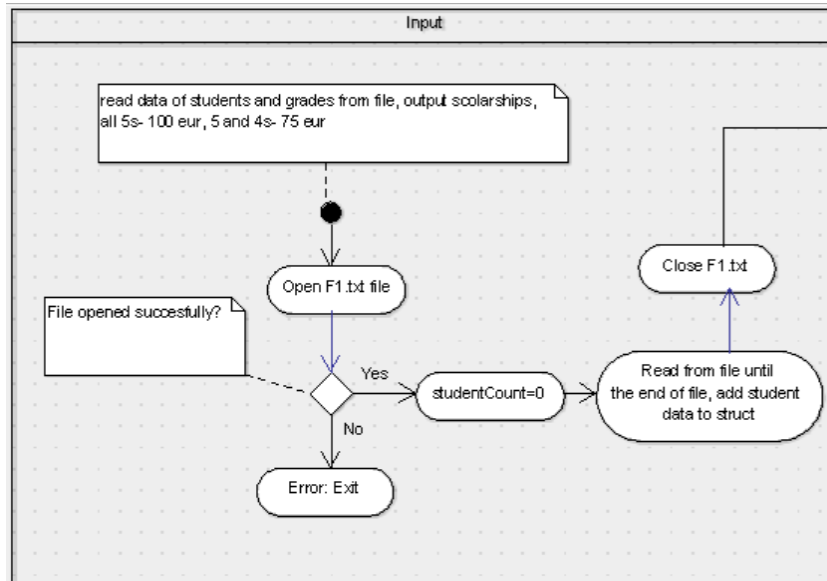 Input
read data of students and grades from file, output scolarships,
all 5s- 100 eur, 5 and 4s- 75 eur
Open F1.txt file
Close F1.txt
File opened succesfully?
Yes
studentCount=0
Read from file until
the end of file, add student
data to struct
No
Error: Exit